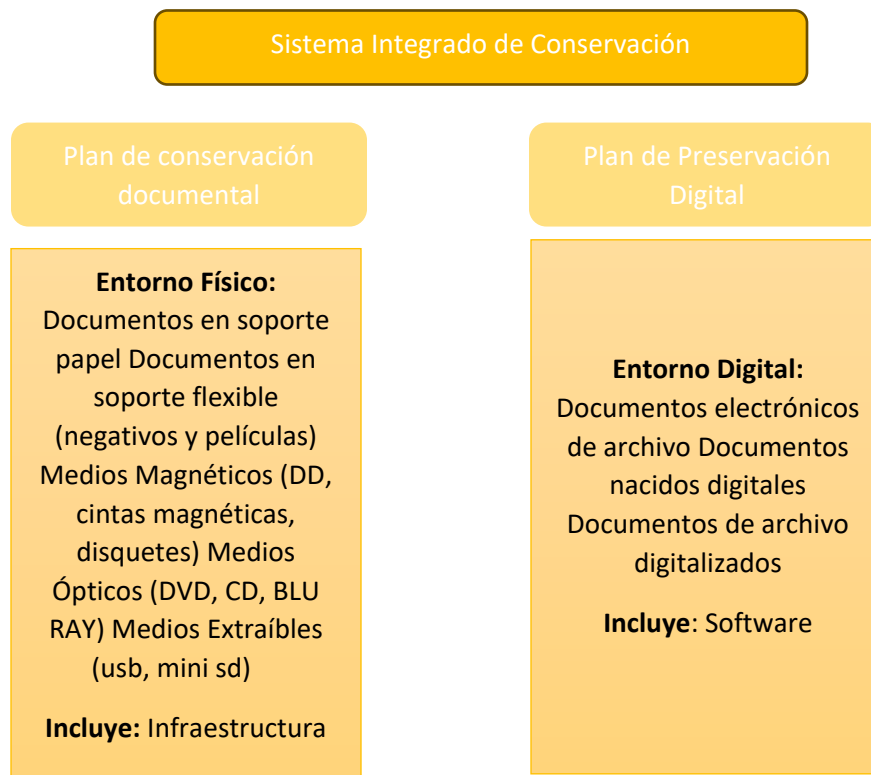 Sistema Integrado de Conservación
Plan de conservación
documental
Entorno Físico:
Documentos en soporte
papel Documentos en
soporte flexible
(negativos y películas)
Medios Magnéticos (DD,
cintas magnéticas,
disquetes) Medios
Ópticos (DVD, CD, BLU
RAY) Medios Extraíbles
(usb, mini sd)
Incluye: Infraestructura
Plan de Preservación
Digital
Entorno Digital:
Documentos electrónicos
de archivo Documentos
nacidos digitales
Documentos de archivo
digitalizados
Incluye: Software